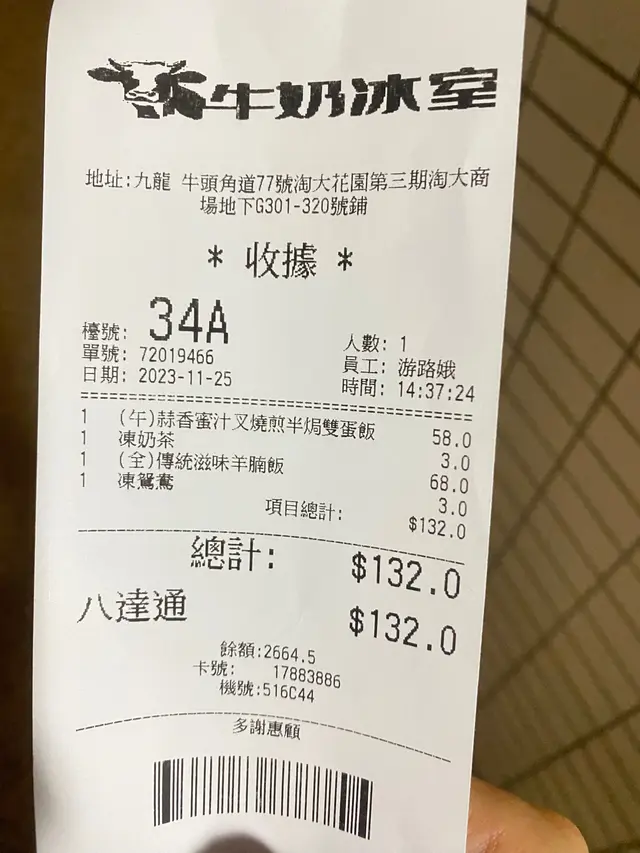 牛奶冰室
地址:九龍 牛頭角道77號淘大花園第三期淘大商
場地下G301-320號鋪
* 收據 *
檯號: 34A
人數: 1
單號: 72019466
員工: 游路娥
日期: 2023-11-25
時間: 14:37:24
1 (午)蒜香蜜汁叉燒煎半焗雙蛋飯 58.0
1 凍奶茶 3.0
1 (全)傳統滋味羊腩飯 68.0
1 凍鴛鴦 3.0
項目總計: $132.0
總計: $132.0
八達通 $132.0
餘額:2664.5
卡號: 17883886
機號:516C44
多謝惠顧